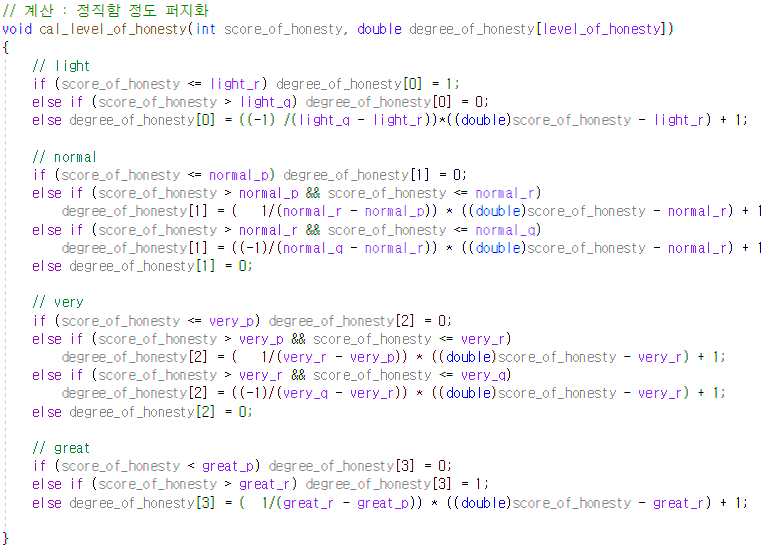 // 계산 : 정직함 정도 퍼지화
void cal_level_of_honesty(int score_of_honesty, double degree_of_honesty[level_of_honesty])
{
// light
if (score_of_honesty <= light_r) degree_of_honesty[0] = 1;
else if (score_of_honesty > light_q) degree_of_honesty[0] = 0;
else degree_of_honesty[0] = ((-1) /(light_q - light_r))*((double)score_of_honesty - light_r) + 1;
// normal
if (score_of_honesty <= normal_p) degree_of_honesty[1] = 0;
else if (score_of_honesty > normal_p && score_of_honesty <= normal_r)
degree_of_honesty[1] = ( 1/(normal_r - normal_p)) * ((double)score_of_honesty - normal_r) + 1
else if (score_of_honesty > normal_r && score_of_honesty <= normal_q)
degree_of_honesty[1] = ((-1)/(normal_q - normal_r)) * ((double)score_of_honesty - normal_r) + 1
else degree_of_honesty[1] = 0;
// very
if (score_of_honesty <= very_p) degree_of_honesty[2] = 0;
else if (score_of_honesty > very_p && score_of_honesty <= very_r)
degree_of_honesty[2] = ( 1/(very_r - very_p)) * ((double)score_of_honesty - very_r) + 1;
else if (score_of_honesty > very_r && score_of_honesty <= very_q)
degree_of_honesty[2] = ((-1)/(very_q - very_r)) * ((double)score_of_honesty - very_r) + 1;
else degree_of_honesty[2] = 0;
// great
if (score_of_honesty < great_p) degree_of_honesty[3] = 0;
else if (score_of_honesty > great_r) degree_of_honesty[3] = 1;
else degree_of_honesty[3] = ( 1/(great_r - great_p)) * ((double)score_of_honesty - great_r) + 1;
}